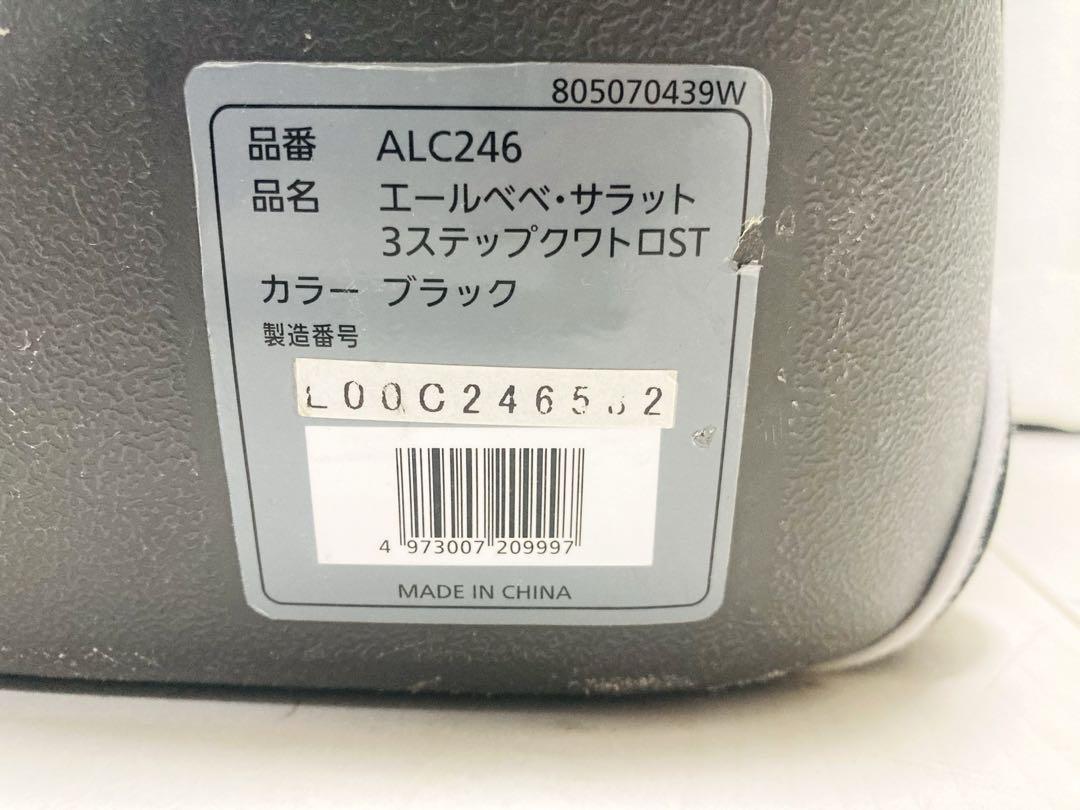 805070439W
品番 ALC246
品名 エールベベ・サラット
3ステップクワトロST
カラー ブラック
製造番号
4 973007 209997
MADE IN CHINA